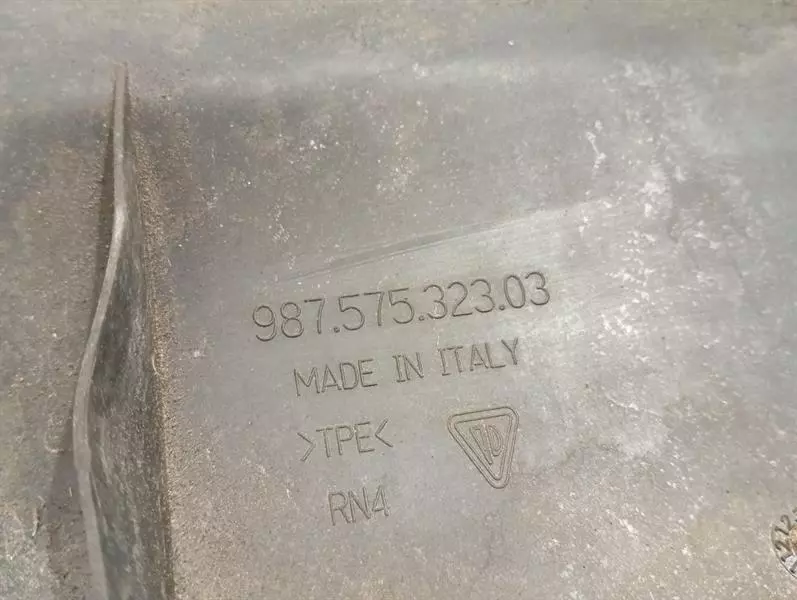 987.575.323.03
MADE IN ITALY
>TPE<
RN4